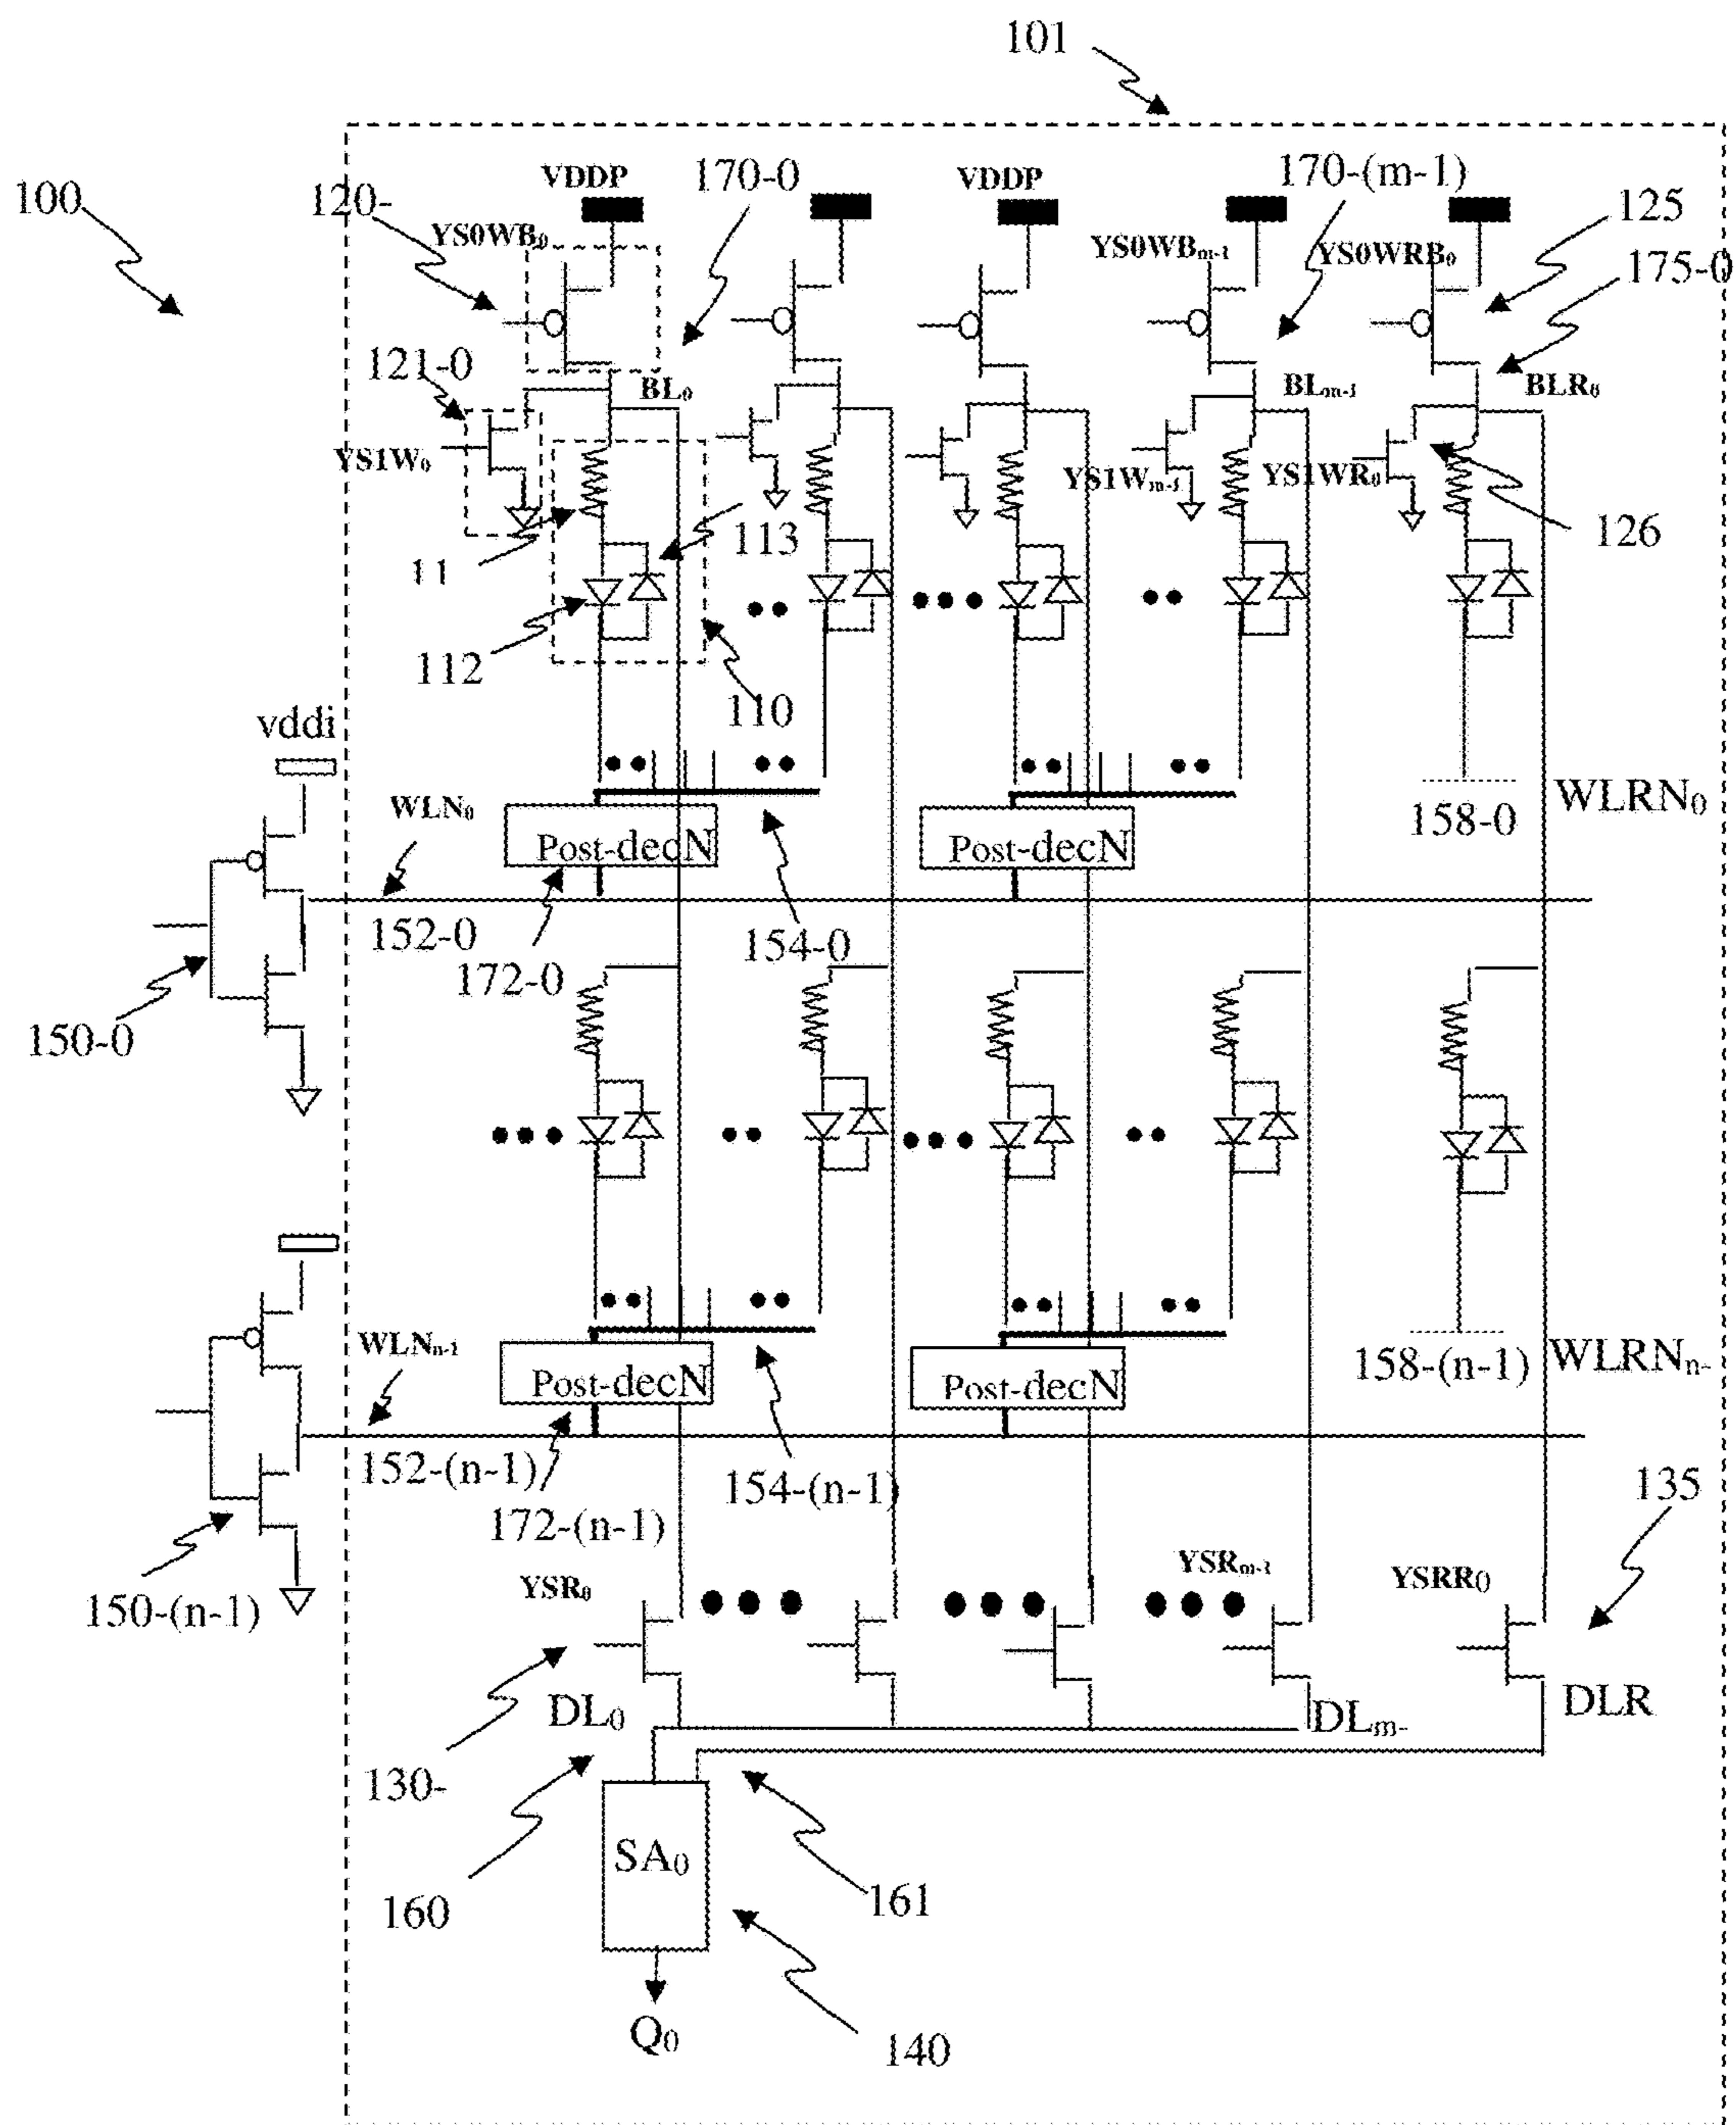 101
100
120-
VDDP
170-0
VDDP
170-(m-1)
125
YS0WB0
YS0WBm-1
YS0WRB0
175-0
121-0
BL0
BLm-1
BLR0
YS1W0
YS1Wm-1
YS1WR0
11
113
126
112
110
vddi
WLN0
158-0
WLRN0
Post-decN
Post-decN
152-0
154-0
172-0
150-0
WLNn-1
158-(n-1)
WLRNn-
Post-decN
Post-decN
152-(n-1)
154-(n-1)
172-(n-1)
135
150-(n-1)
YSR0
YSRm-1
YSRR0
DL0
DLm-
DLR
130-
SA0
160
161
Q0
140